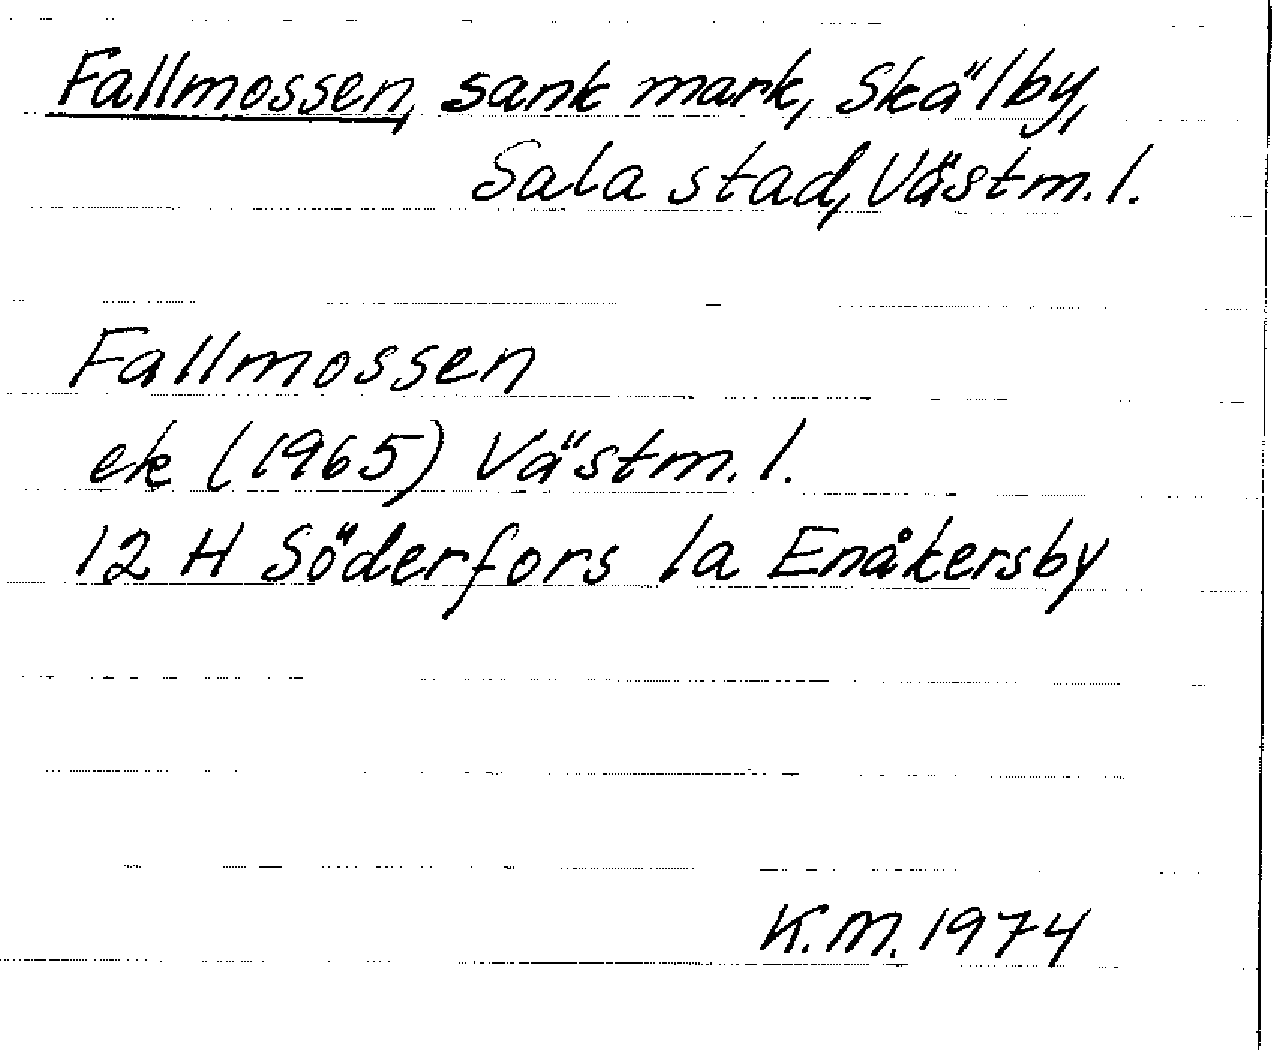 Fallmossen, sank mark, Skälby,
Sala stad, Västm. l.
Fallmossen
ek (1965) Västm. l.
12 H Söderfors 1a Enåkersby
K.M. 1974